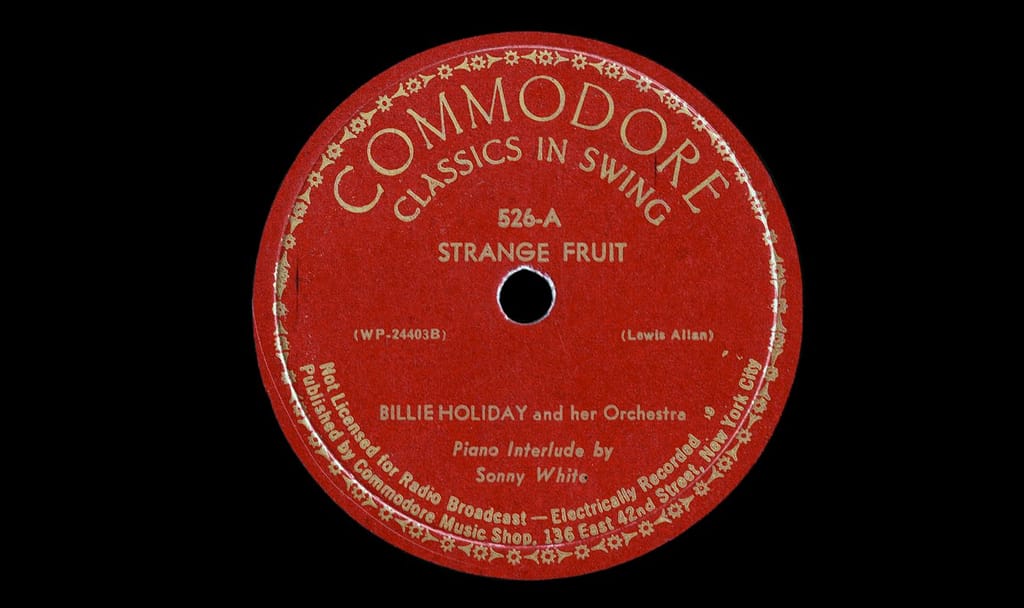 COMMODORE
CLASSICS IN SWING
526-A
STRANGE FRUIT
(WP-24403B)
(Lewis Allan)
BILLIE HOLIDAY and her Orchestra
Piano Interlude by
Sonny White
Not Licensed for Radio Broadcast — Electrically Recorded
Published by Commodore Music Shop, 136 East 42nd Street, New York City